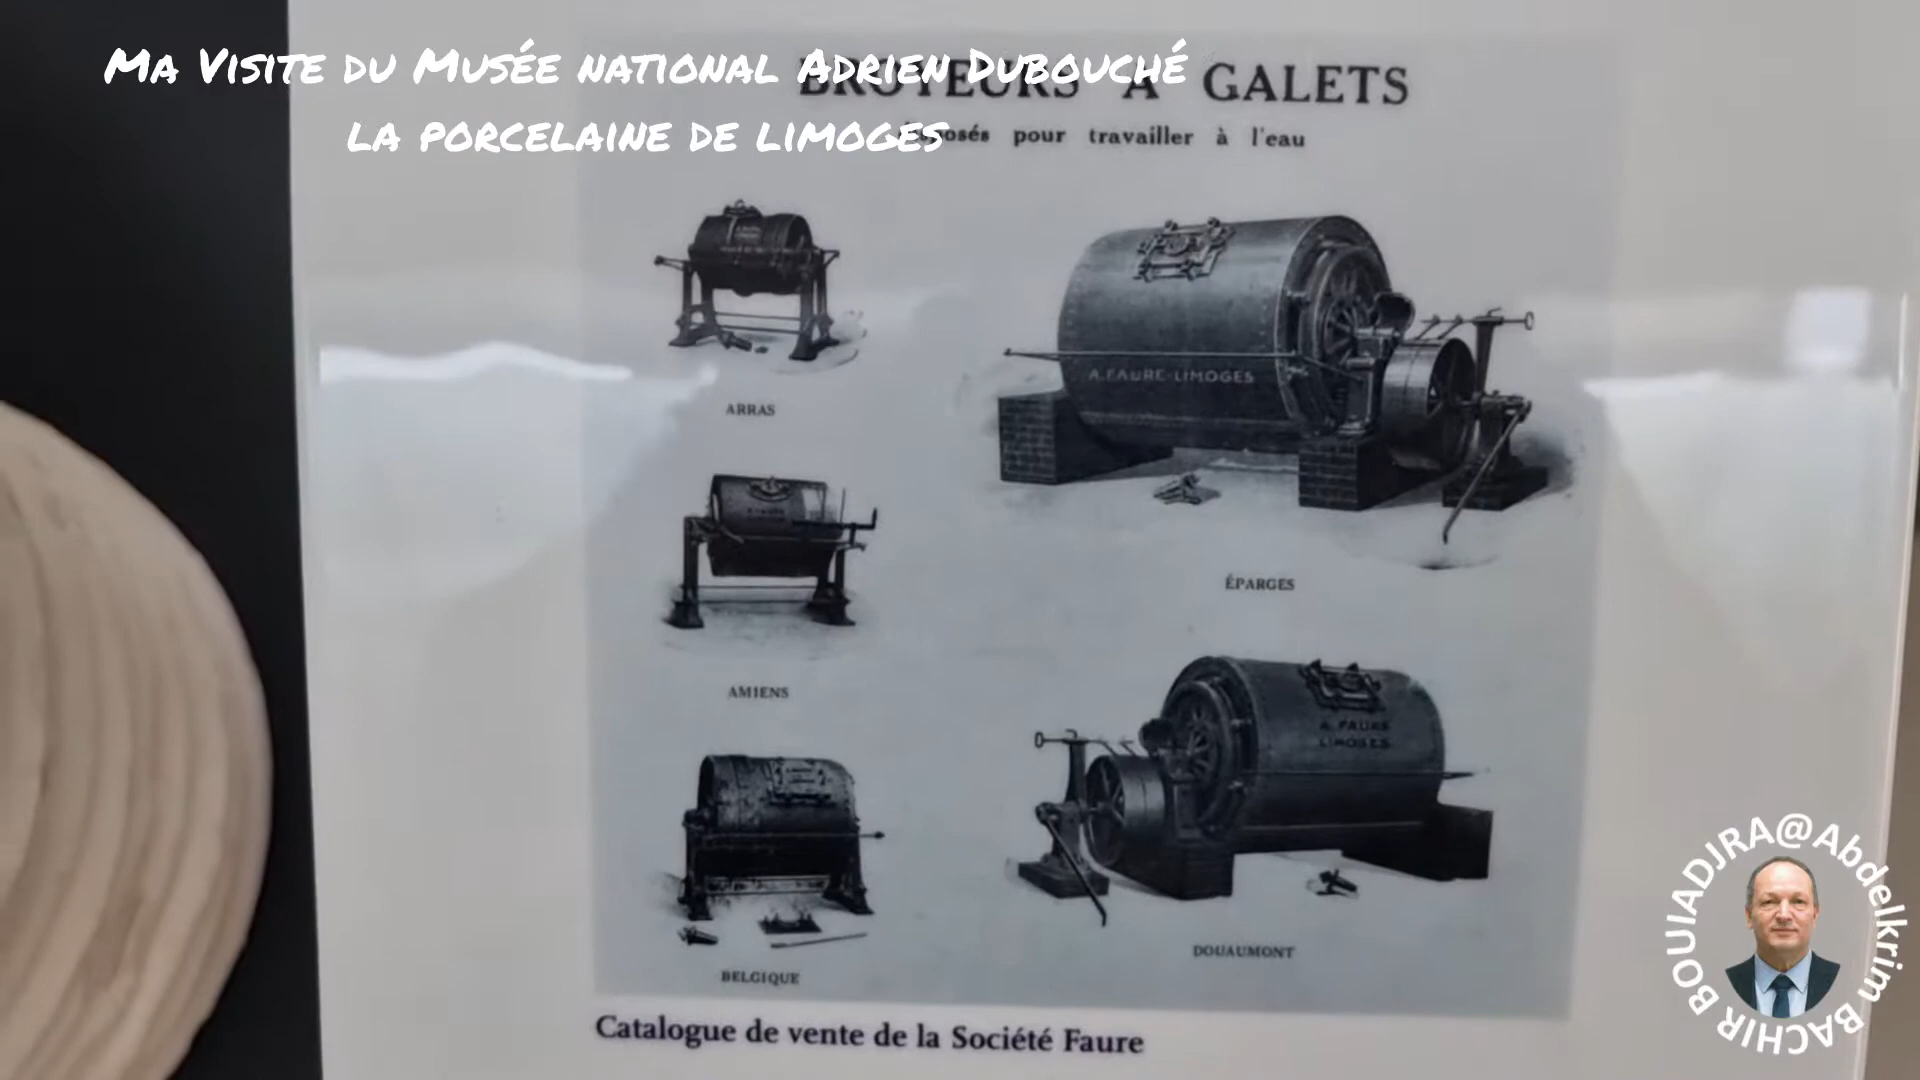 Ma Visite du Musée national Adrien Dubouché
la porcelaine de limoges
BROYEURS A GALETS
pour travailler à l'eau
A. FAURE-LIMOGES
ARRAS
ÉPARGES
AMIENS
A. FAURE
LIMOGES
DOUAUMONT
BELGIQUE
Catalogue de vente de la Société Faure
BACHIR BOUIADJRA@Abdelkrim